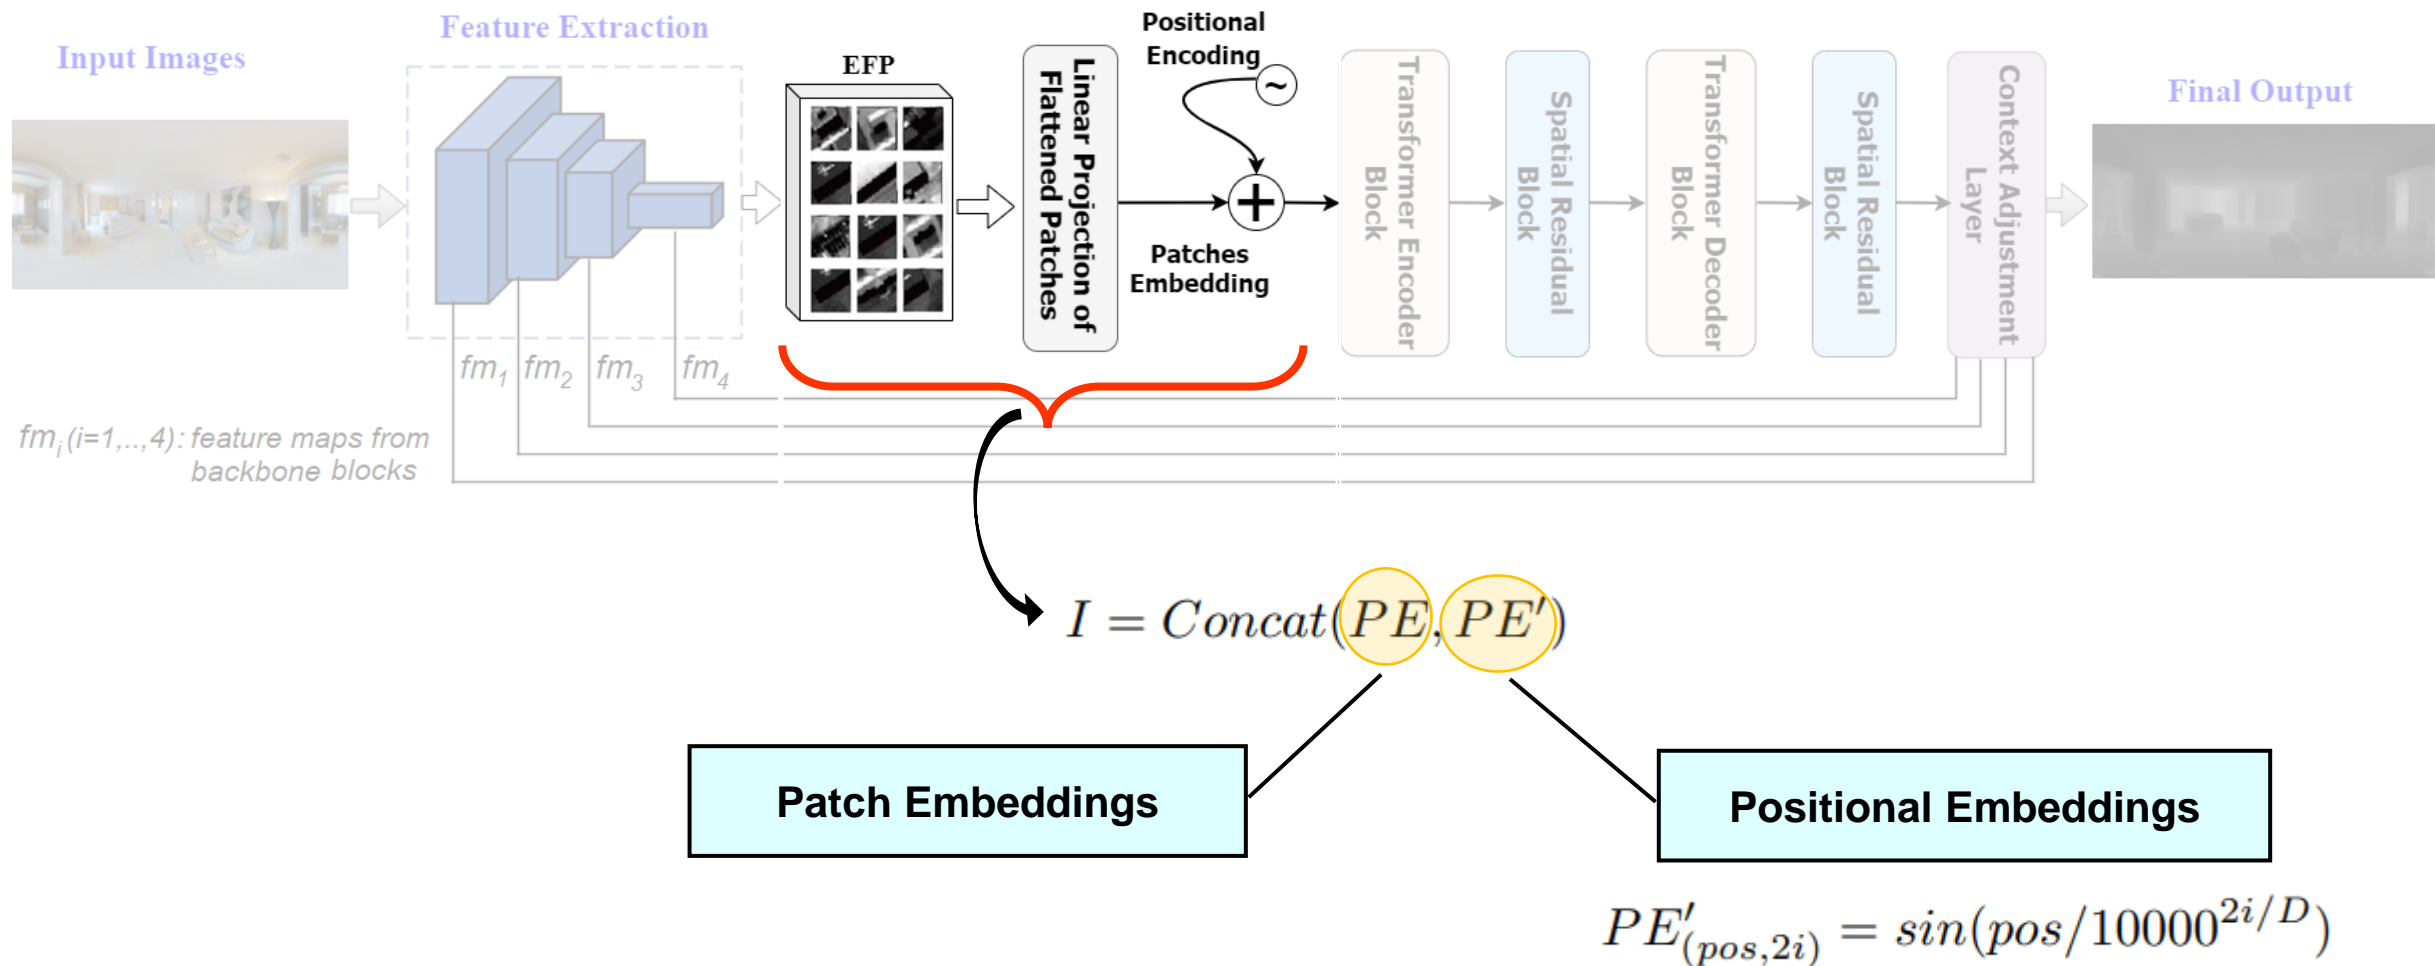 Input Images
Feature Extraction
EFP
Linear Projection of
Flattened Patches
Positional
Encoding
~
+
Patches
Embedding
Transformer Encoder
Block
Spatial Residual
Block
Transformer Decoder
Block
Spatial Residual
Block
Context Adjustment
Layer
Final Output
fm₁ fm₂ fm₃ fm₄
fmᵢ (i=1,..,4): feature maps from
backbone blocks
I = Concat(PE, PE′)
Patch Embeddings
Positional Embeddings
PE′_(pos,2i) = sin(pos/10000^{2i/D})